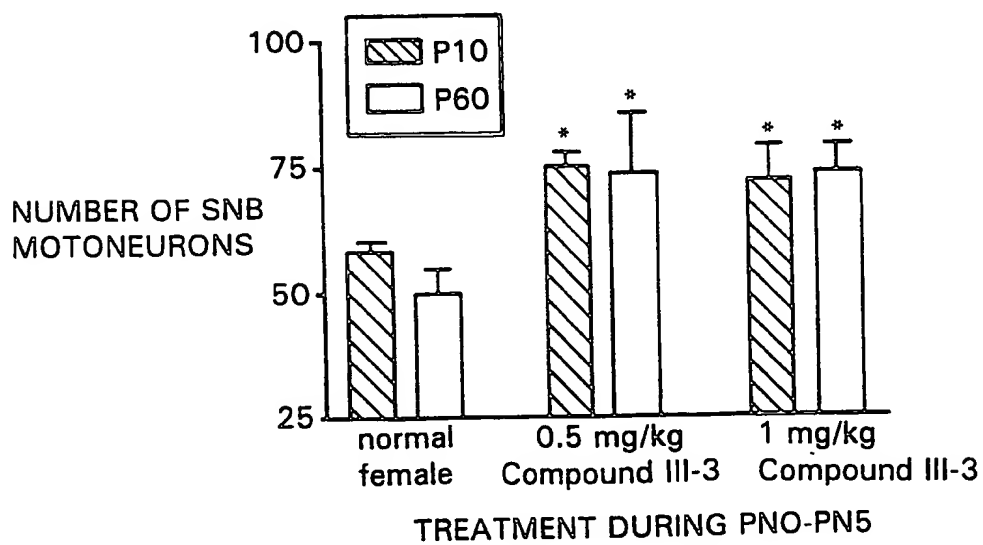 100
P10
P60
*
*
*
*
75
NUMBER OF SNB
MOTONEURONS
50
25
normal
female
0.5 mg/kg
Compound III-3
1 mg/kg
Compound III-3
TREATMENT DURING PNO-PN5